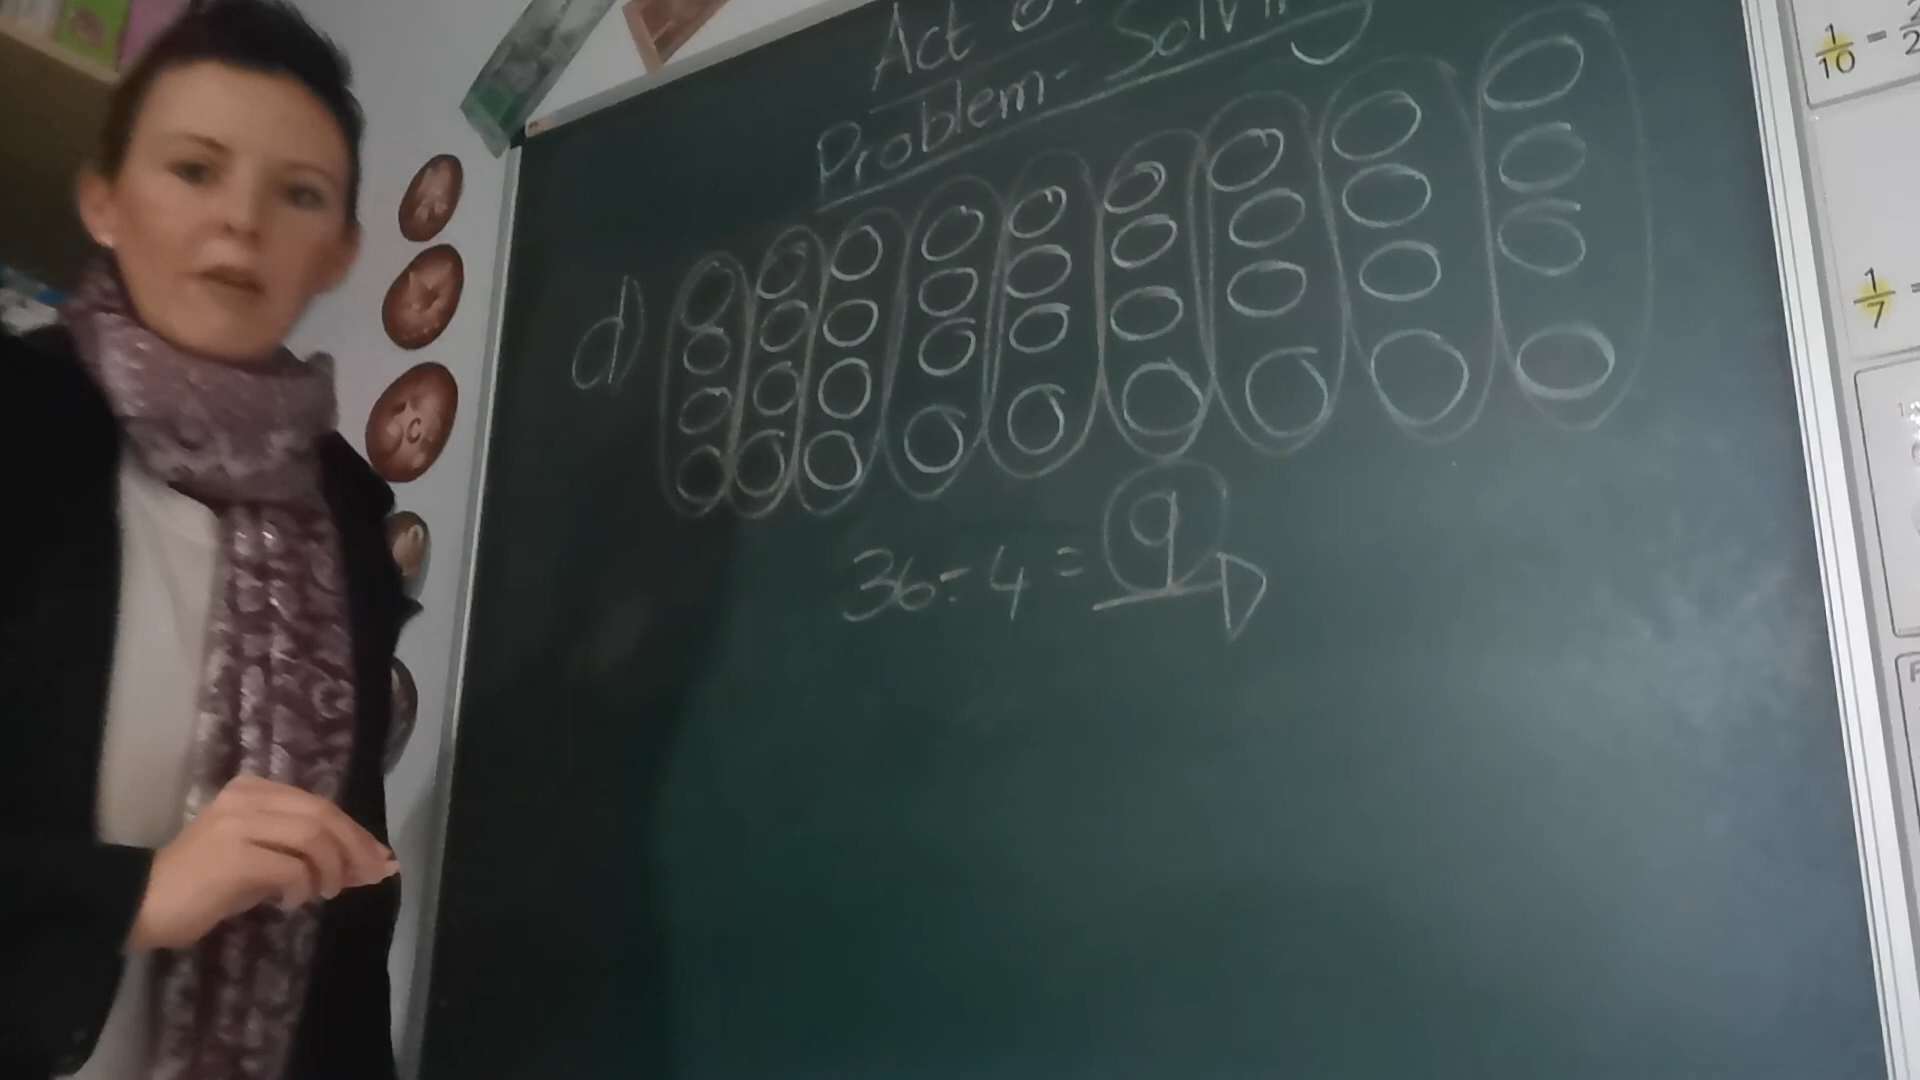 Act
Problem-Solving
d)
36÷4=9
1/10 =
1/7 =